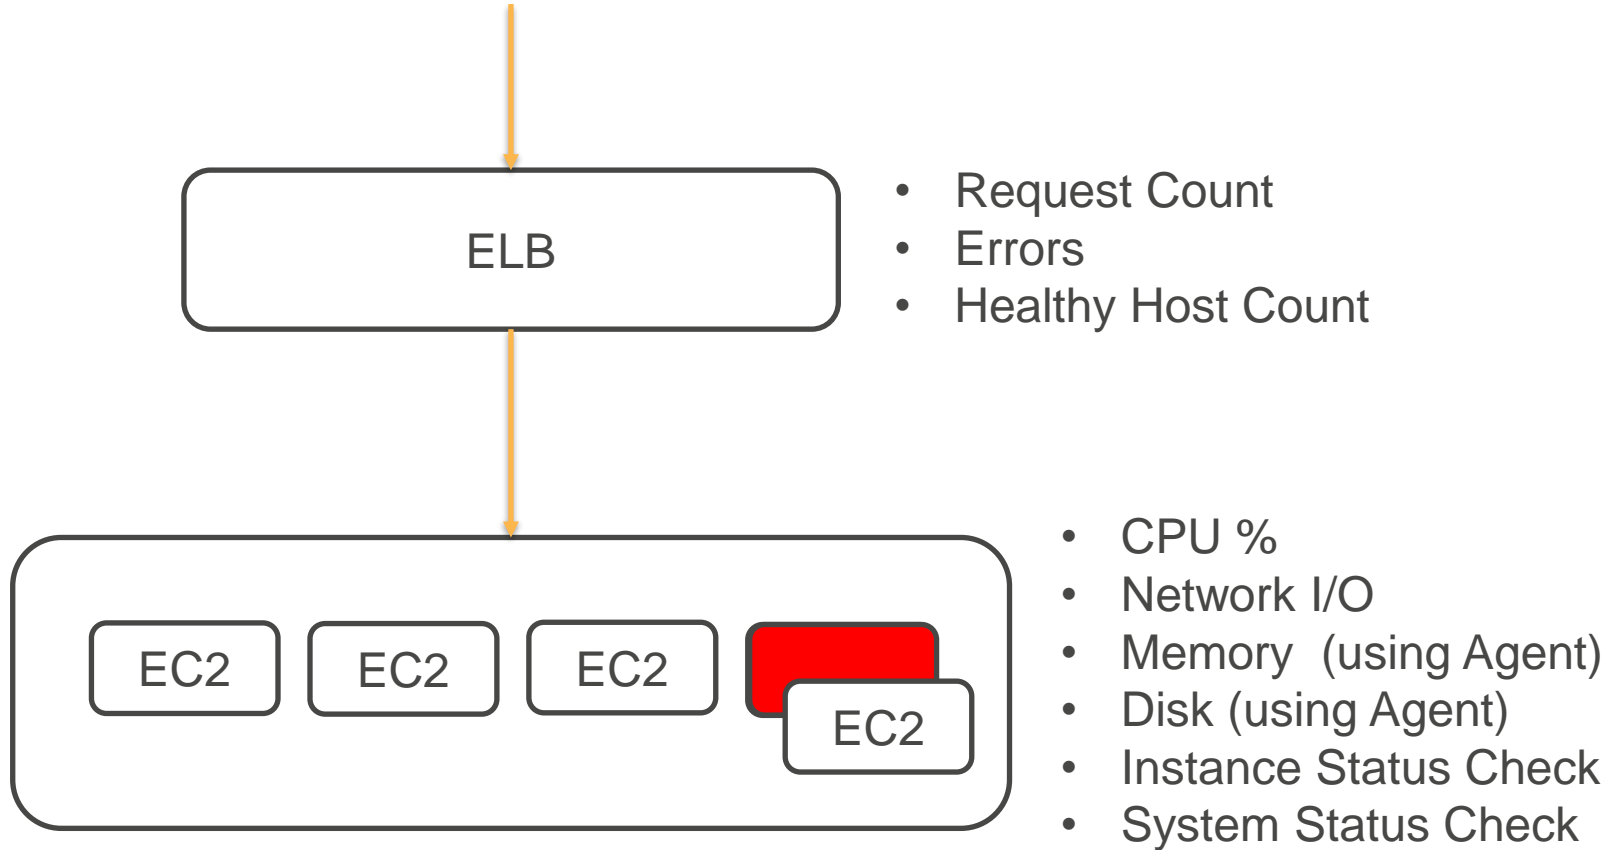 ELB
• Request Count
• Errors
• Healthy Host Count
EC2
EC2
EC2
EC2
• CPU %
• Network I/O
• Memory  (using Agent)
• Disk (using Agent)
• Instance Status Check
• System Status Check